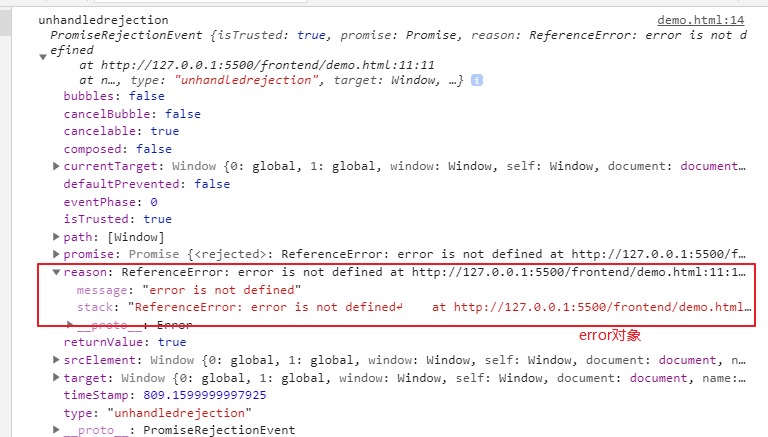 unhandledrejection demo.html:14
PromiseRejectionEvent {isTrusted: true, promise: Promise, reason: ReferenceError: error is not d
efined
at http://127.0.0.1:5500/frontend/demo.html:11:11
at n…, type: "unhandledrejection", target: Window, …}
bubbles: false
cancelBubble: false
cancelable: true
composed: false
currentTarget: Window {0: global, 1: global, window: Window, self: Window, document: document…
defaultPrevented: false
eventPhase: 0
isTrusted: true
path: [Window]
promise: Promise {<rejected>: ReferenceError: error is not defined at http://127.0.0.1:5500/f…
reason: ReferenceError: error is not defined at http://127.0.0.1:5500/frontend/demo.html:11:1…
message: "error is not defined"
stack: "ReferenceError: error is not defined↵    at http://127.0.0.1:5500/frontend/demo.html…
__proto__: Error
error对象
returnValue: true
srcElement: Window {0: global, 1: global, window: Window, self: Window, document: document, n…
target: Window {0: global, 1: global, window: Window, self: Window, document: document, name:…
timeStamp: 809.1599999997925
type: "unhandledrejection"
__proto__: PromiseRejectionEvent